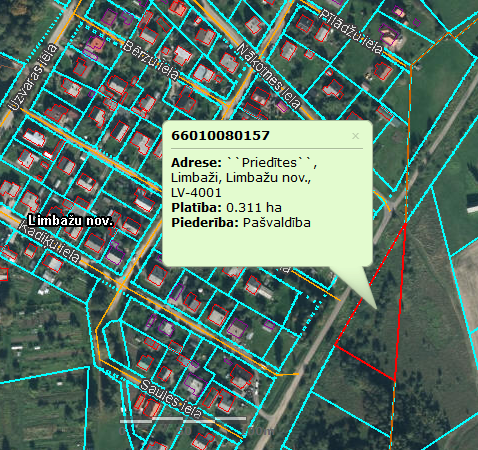 Pīlādžu iela
Bērzu iela
Nākotnes iela
Uzvaras iela
66010080157
×
Adrese: ``Priedītes``,
Limbaži, Limbažu nov.,
LV-4001
Platība: 0.311 ha
Piederība: Pašvaldība
Limbažu nov.
Kadiķu iela
Saules iela